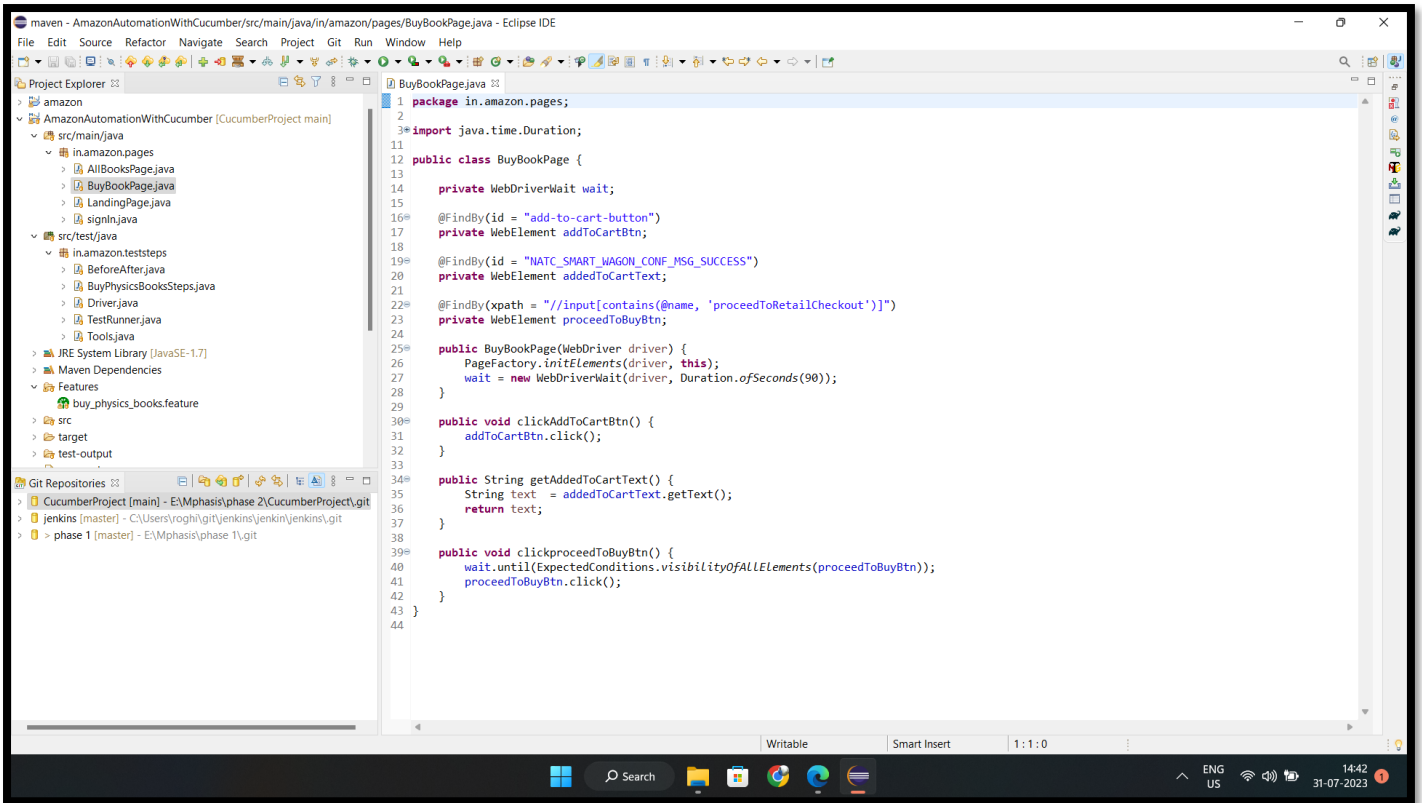 maven - AmazonAutomationWithCucumber/src/main/java/in/amazon/pages/BuyBookPage.java - Eclipse IDE
File Edit Source Refactor Navigate Search Project Git Run Window Help
Project Explorer
amazon
AmazonAutomationWithCucumber [CucumberProject main]
src/main/java
in.amazon.pages
AllBooksPage.java
BuyBookPage.java
LandingPage.java
signIn.java
src/test/java
in.amazon.teststeps
BeforeAfter.java
BuyPhysicsBooksSteps.java
Driver.java
TestRunner.java
Tools.java
JRE System Library [JavaSE-1.7]
Maven Dependencies
Features
buy_physics_books.feature
src
target
test-output
Git Repositories
CucumberProject [main] - E:\Mphasis\phase 2\CucumberProject\.git
jenkins [master] - C:\Users\roghi\git\jenkins\jenkin\jenkins\.git
> phase 1 [master] - E:\Mphasis\phase 1\.git
BuyBookPage.java
1 package in.amazon.pages;
2
3 import java.time.Duration;
11
12 public class BuyBookPage {
13
14     private WebDriverWait wait;
15
16     @FindBy(id = "add-to-cart-button")
17     private WebElement addToCartBtn;
18
19     @FindBy(id = "NATC_SMART_WAGON_CONF_MSG_SUCCESS")
20     private WebElement addedToCartText;
21
22     @FindBy(xpath = "//input[contains(@name, 'proceedToRetailCheckout')]")
23     private WebElement proceedToBuyBtn;
24
25     public BuyBookPage(WebDriver driver) {
26         PageFactory.initElements(driver, this);
27         wait = new WebDriverWait(driver, Duration.ofSeconds(90));
28     }
29
30     public void clickAddToCartBtn() {
31         addToCartBtn.click();
32     }
33
34     public String getAddedToCartText() {
35         String text  = addedToCartText.getText();
36         return text;
37     }
38
39     public void clickproceedToBuyBtn() {
40         wait.until(ExpectedConditions.visibilityOfAllElements(proceedToBuyBtn));
41         proceedToBuyBtn.click();
42     }
43 }
44
Writable Smart Insert 1 : 1 : 0
Search
ENG
US
14:42
31-07-2023
1